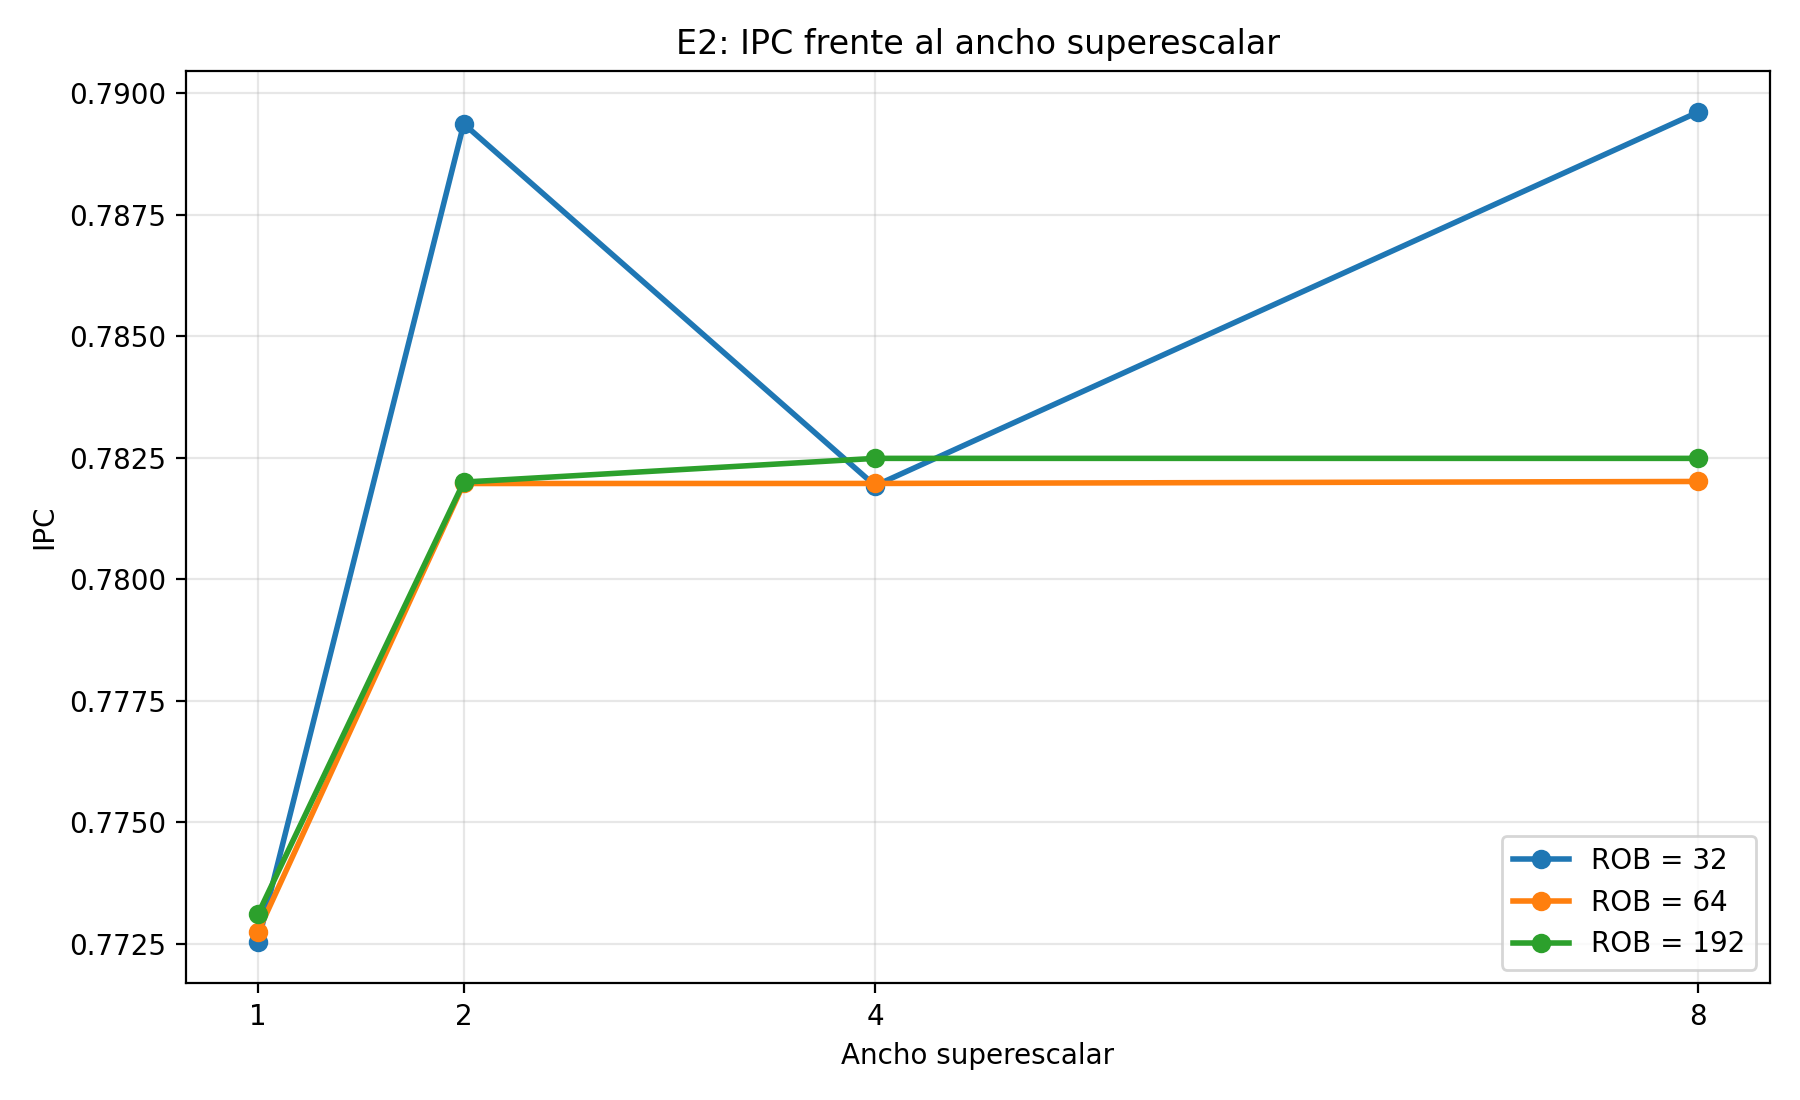 E2: IPC frente al ancho superescalar
0.7900
0.7875
0.7850
0.7825
0.7800
0.7775
0.7750
0.7725
IPC
ROB = 32
ROB = 64
ROB = 192
1 2 4 8
Ancho superescalar